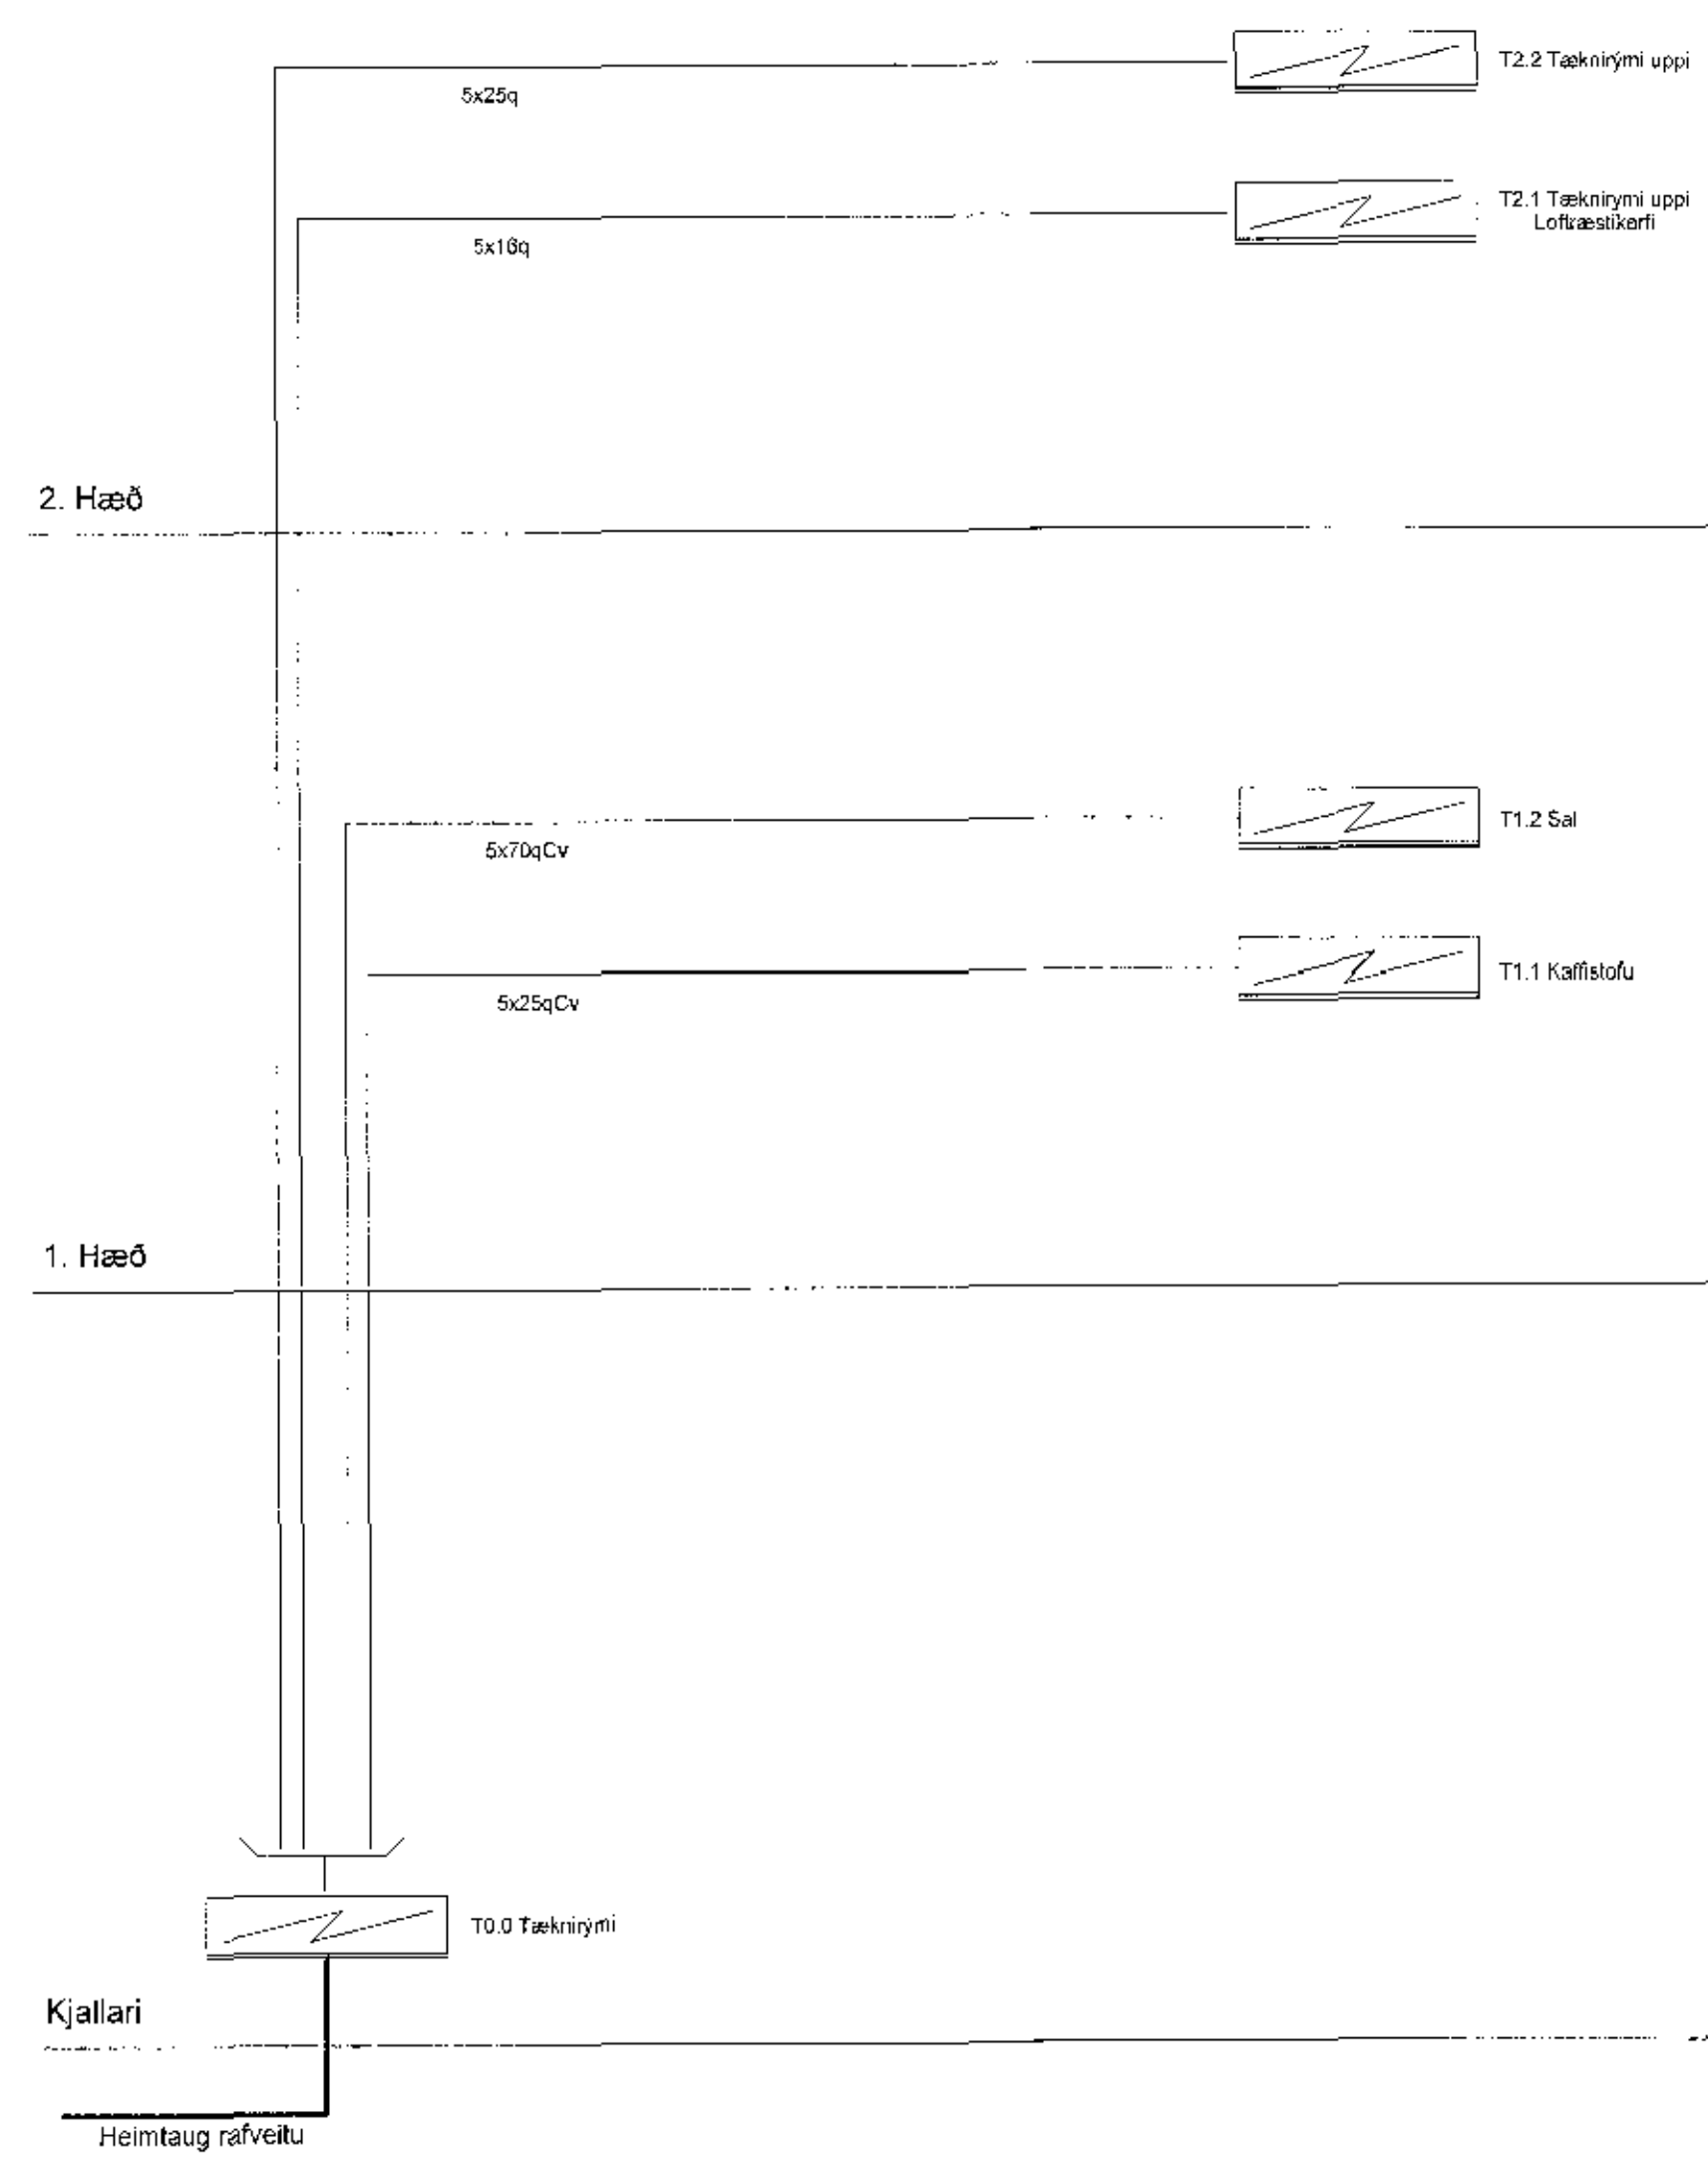 T2.2 Tæknirými uppi
5x25q
T2.1 Tæknirymi uppi
Loftræstikerfi
5x16q
2. Hæð
T1.2 Sal
5x70qCv
T1.1 Kaffistofu
5x25qCv
1. Hæð
T0.0 Tæknirými
Kjallari
Heimtaug rafveitu